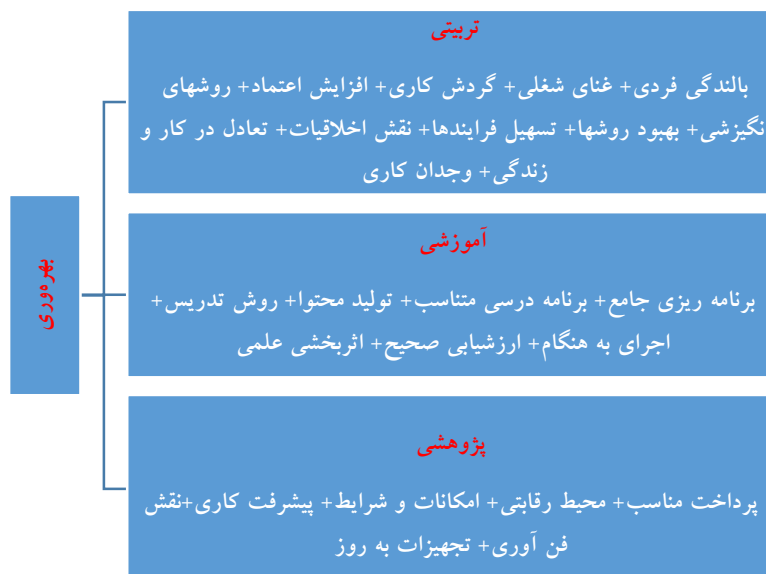 تربیتی
بالندگی فردی+ غنای شغلی+ گردش کاری+ افزایش اعتماد+ روشهای
نگیزشی+ بهبود روشها+ تسهیل فرایندها+ نقش اخلاقیات+ تعادل در کار و
زندگی+ وجدان کاری
بهره‌وری
آموزشی
برنامه ریزی جامع+ برنامه درسی متناسب+ تولید محتوا+ روش تدریس+
اجرای به هنگام+ ارزشیابی صحیح+ اثربخشی علمی
پژوهشی
پرداخت مناسب+ محیط رقابتی+ امکانات و شرایط+ پیشرفت کاری+نقش
فن آوری+ تجهیزات به روز